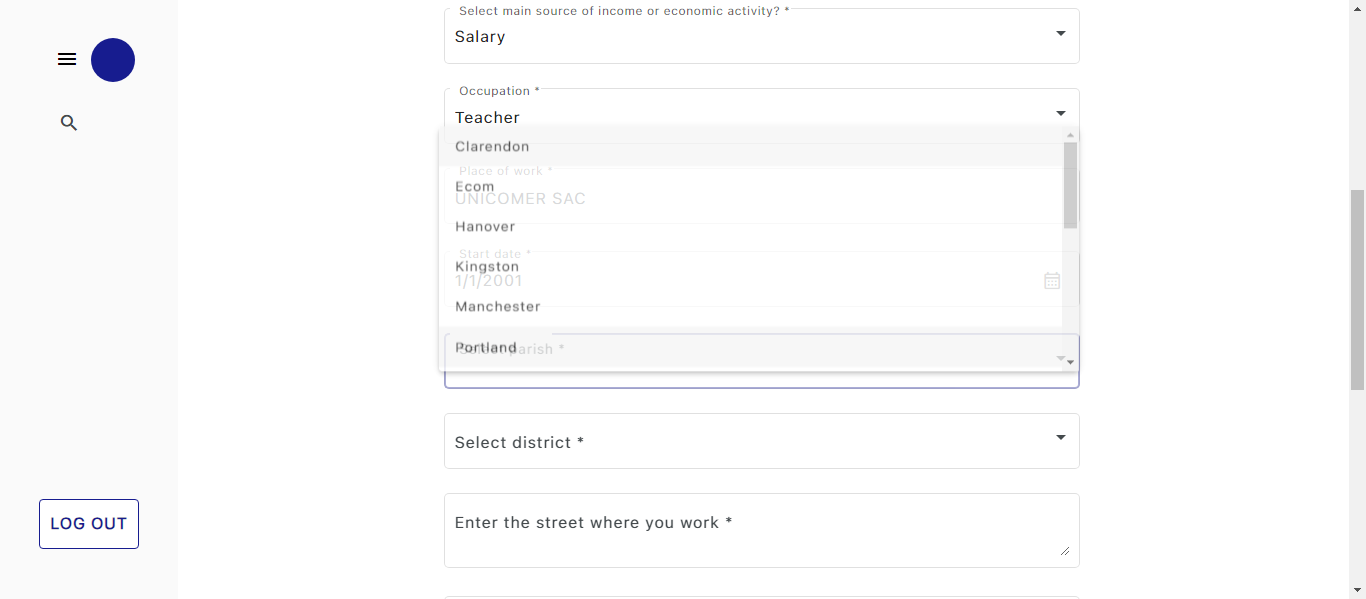 Select main source of income or economic activity? *
Salary
Occupation *
Teacher
Clarendon
Place of work *
Ecom
UNICOMER SAC
Hanover
Start date *
Kingston
1/1/2001
Manchester
Portland
Select parish *
Select district *
Enter the street where you work *
LOG OUT